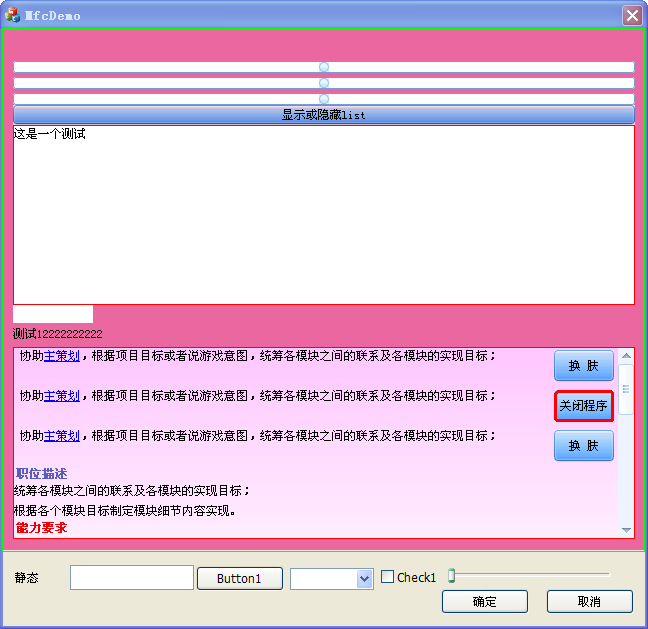 MfcDemo
显示或隐藏list
这是一个测试
测试12222222222
协助主策划，根据项目目标或者说游戏意图，统筹各模块之间的联系及各模块的实现目标；
换 肤
协助主策划，根据项目目标或者说游戏意图，统筹各模块之间的联系及各模块的实现目标；
关闭程序
协助主策划，根据项目目标或者说游戏意图，统筹各模块之间的联系及各模块的实现目标；
换 肤
职位描述
统筹各模块之间的联系及各模块的实现目标；
根据各个模块目标制定模块细节内容实现。
能力要求
静态
Button1
Check1
确定
取消